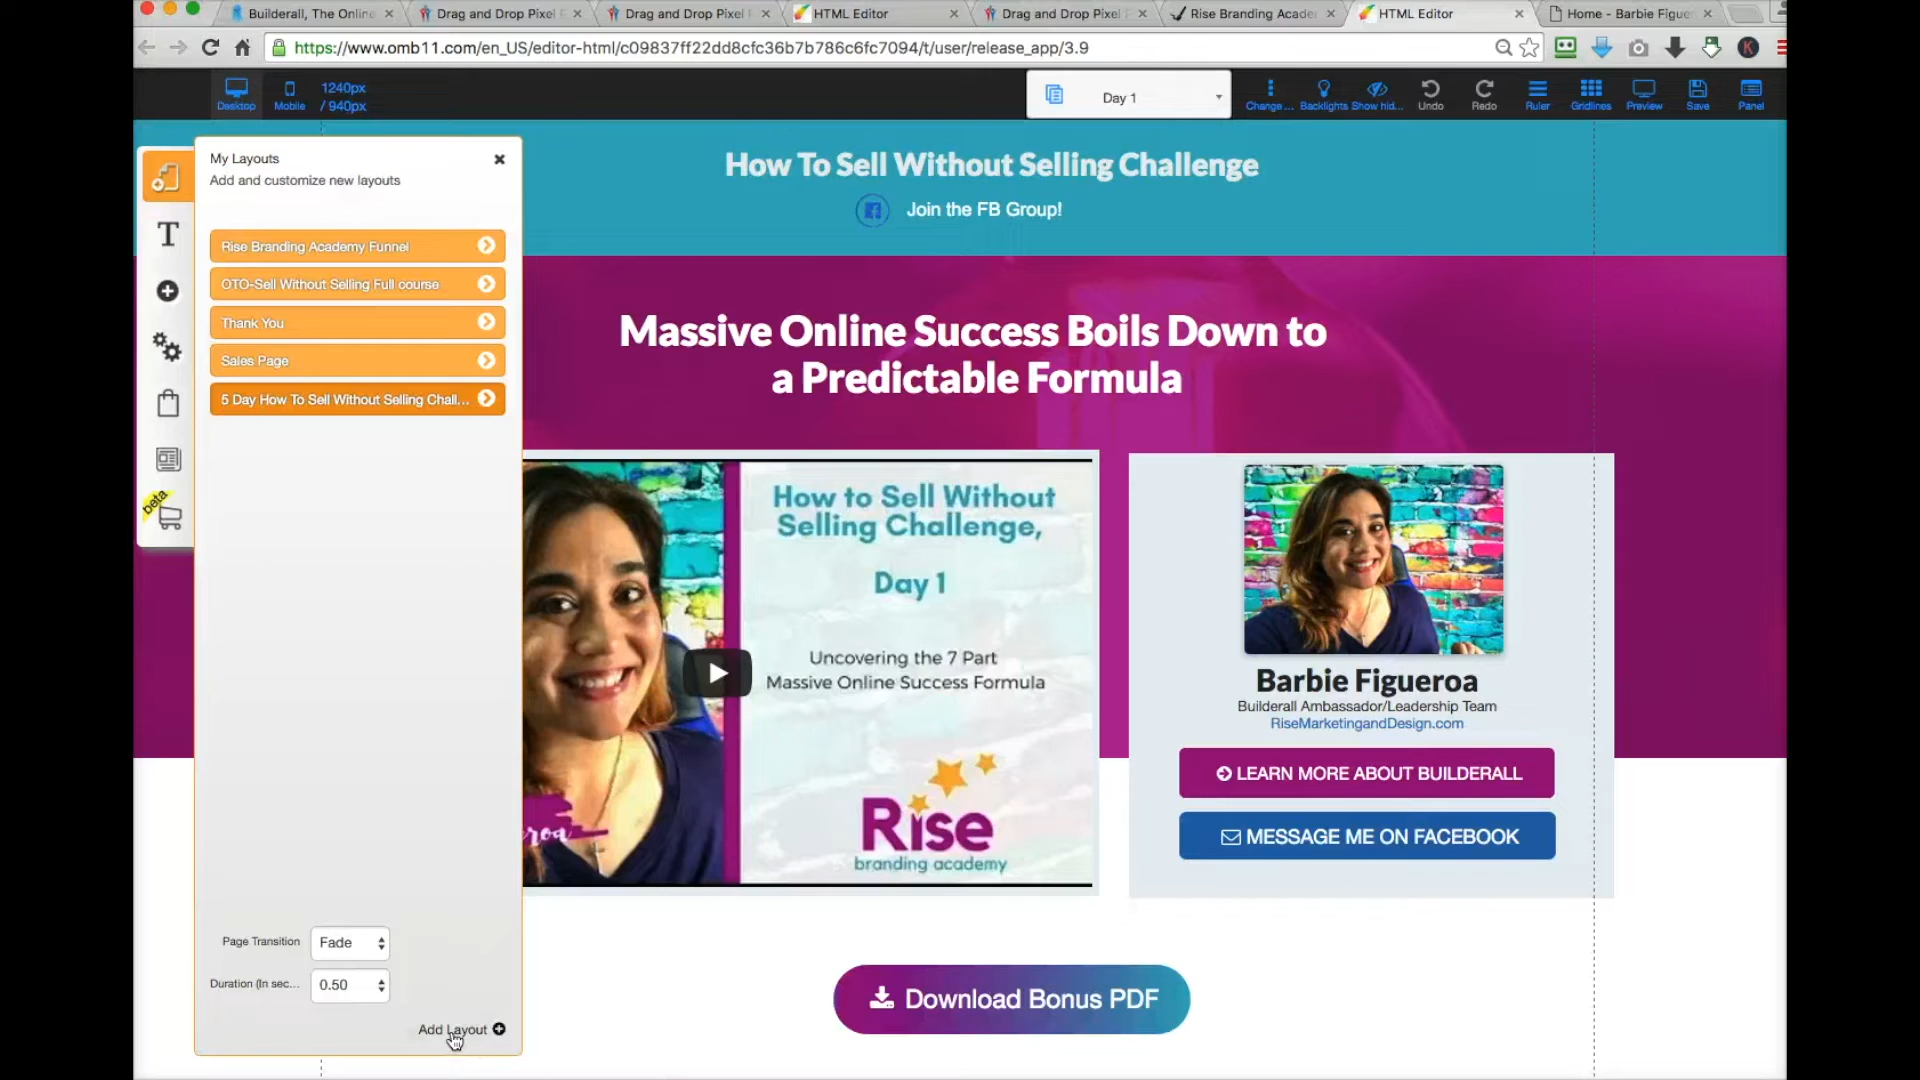 Builderall, The Online
Drag and Drop Pixel
Drag and Drop Pixel
HTML Editor
Drag and Drop Pixel
Rise Branding Acade
HTML Editor
Home - Barbie Figue
https://www.omb11.com/en_US/editor-html/c09837ff22dd8cfc36b7b786c6fc7094/t/user/release_app/3.9
K
Desktop
Mobile
1240px
/ 940px
Day 1
Change ...
Backlights
Show hid...
Undo
Redo
Ruler
Gridlines
Preview
Save
Panel
My Layouts
Add and customize new layouts
Rise Branding Academy Funnel
OTO-Sell Without Selling Full course
Thank You
Sales Page
5 Day How To Sell Without Selling Chall...
T
beta
Page Transition
Fade
Duration (In sec...
0.50
Add Layout
How To Sell Without Selling Challenge
Join the FB Group!
Massive Online Success Boils Down to
a Predictable Formula
How to Sell Without
Selling Challenge,
Day 1
Uncovering the 7 Part
Massive Online Success Formula
Rise
branding academy
Barbie Figueroa
Builderall Ambassador/Leadership Team
RiseMarketingandDesign.com
LEARN MORE ABOUT BUILDERALL
MESSAGE ME ON FACEBOOK
Download Bonus PDF